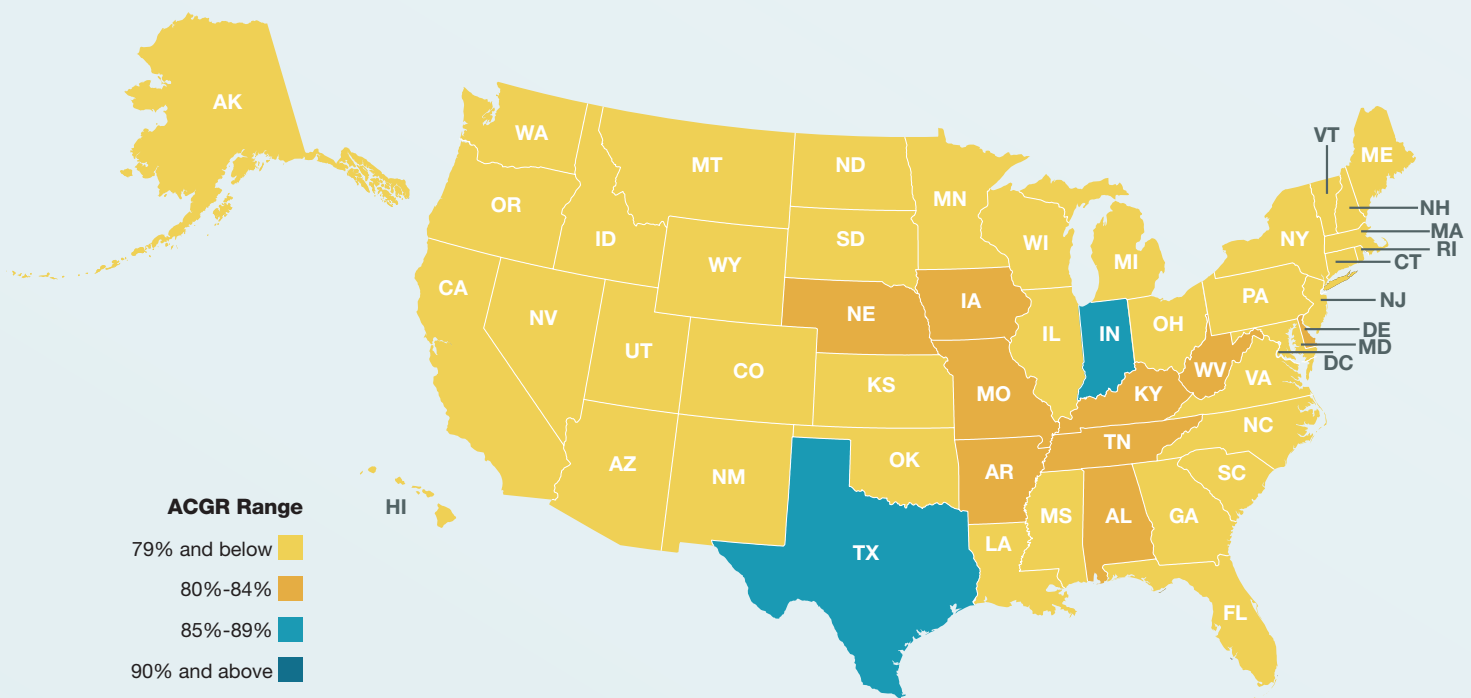 AK
WA
MT
ND
MN
OR
ID
WY
SD
WI
MI
NY
VT
ME
NH
MA
RI
CT
NJ
DE
MD
DC
PA
CA
NV
UT
CO
NE
IA
IL
IN
OH
WV
VA
KS
MO
KY
NC
TN
SC
AZ
NM
OK
AR
MS
AL
GA
LA
TX
FL
HI
ACGR Range
79% and below
80%-84%
85%-89%
90% and above